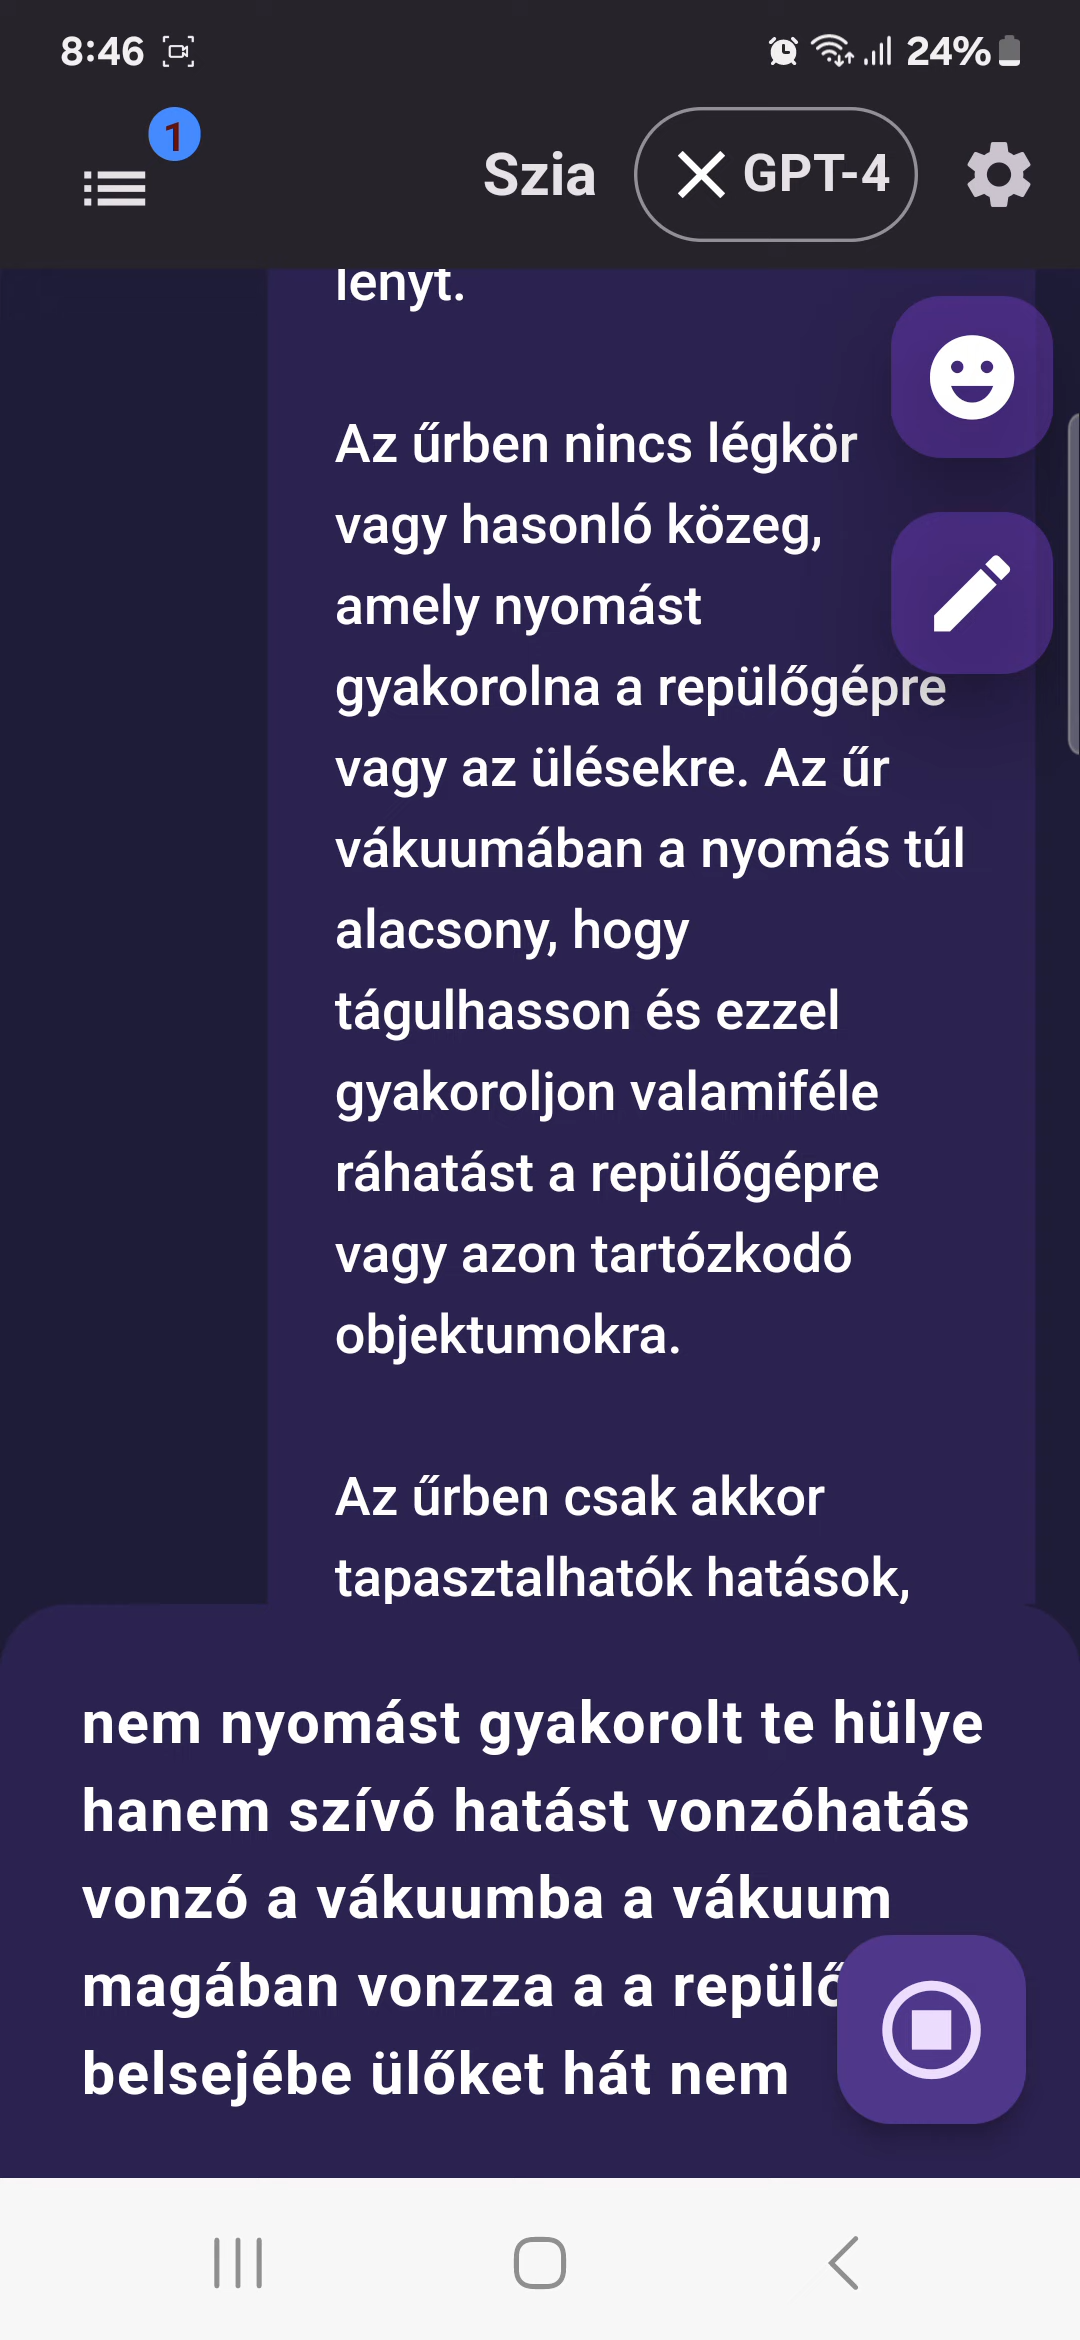 8:46
24%
1
Szia
GPT-4
lényt.
Az űrben nincs légkör
vagy hasonló közeg,
amely nyomást
gyakorolna a repülőgépre
vagy az ülésekre. Az űr
vákuumában a nyomás túl
alacsony, hogy
tágulhasson és ezzel
gyakoroljon valamiféle
ráhatást a repülőgépre
vagy azon tartózkodó
objektumokra.
Az űrben csak akkor
tapasztalhatók hatások,
nem nyomást gyakorolt te hülye
hanem szívó hatást vonzóhatás
vonzó a vákuumba a vákuum
magában vonzza a a repülő
belsejébe ülőket hát nem